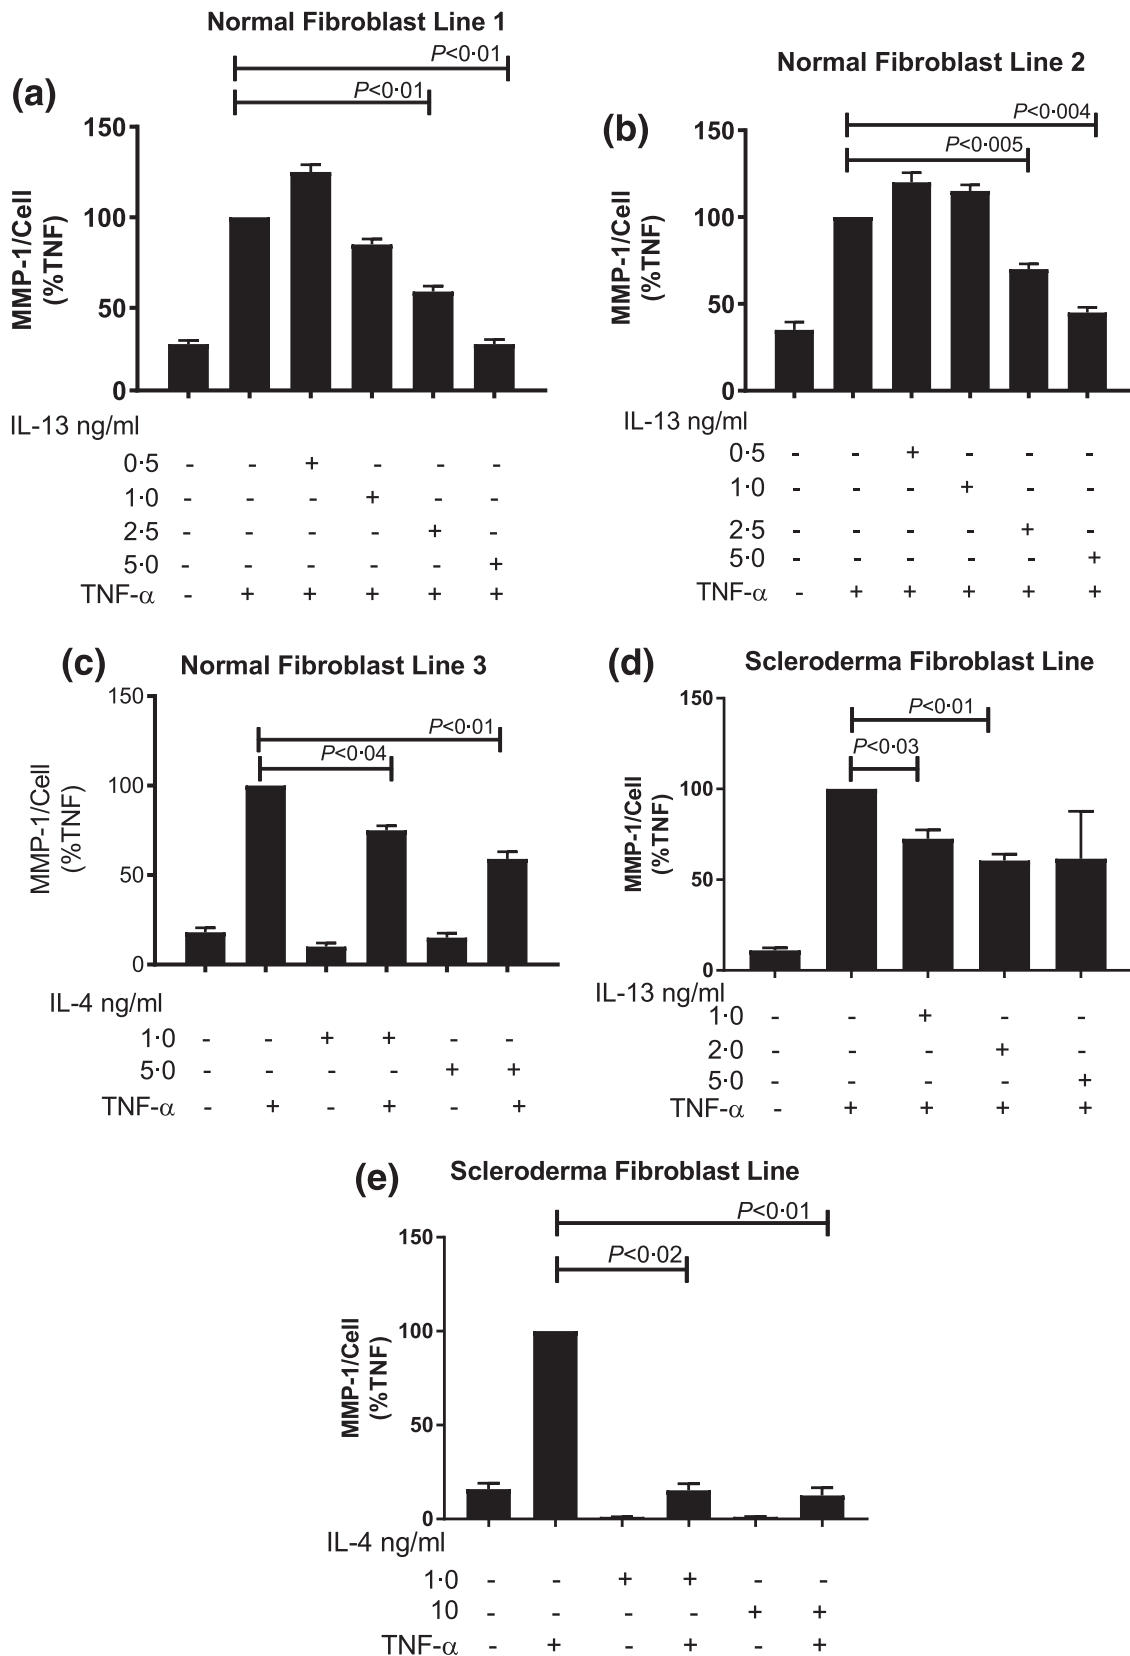 Normal Fibroblast Line 1
(a)
P<0·01
P<0·01
MMP-1/Cell
(%TNF)
150
100
50
0
IL-13 ng/ml
0·5 - - + - - -
1·0 - - - + - -
2·5 - - - - + -
5·0 - - - - - +
TNF-α - + + + + +
Normal Fibroblast Line 2
(b)
P<0·004
P<0·005
MMP-1/Cell
(%TNF)
150
100
50
0
IL-13 ng/ml
0·5 - - + - - -
1·0 - - - + - -
2·5 - - - - + -
5·0 - - - - - +
TNF-α - + + + + +
(c)
Normal Fibroblast Line 3
P<0·01
P<0·04
MMP-1/Cell
(%TNF)
150
100
50
0
IL-4 ng/ml
1·0 - - + + - -
5·0 - - - - + +
TNF-α - + - + - +
(d)
Scleroderma Fibroblast Line
P<0·01
P<0·03
MMP-1/Cell
(%TNF)
150
100
50
0
IL-13 ng/ml
1·0 - - + - -
2·0 - - - + -
5·0 - - - - +
TNF-α - + + + +
(e)
Scleroderma Fibroblast Line
P<0·01
P<0·02
MMP-1/Cell
(%TNF)
150
100
50
0
IL-4 ng/ml
1·0 - - + + - -
10 - - - - + +
TNF-α - + - + - +